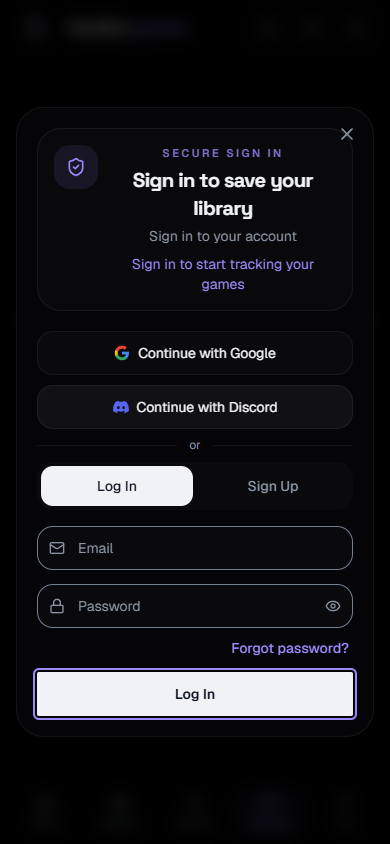 SECURE SIGN IN
Sign in to save your
library
Sign in to your account
Sign in to start tracking your
games
Continue with Google
Continue with Discord
or
Log In
Sign Up
Email
Password
Forgot password?
Log In